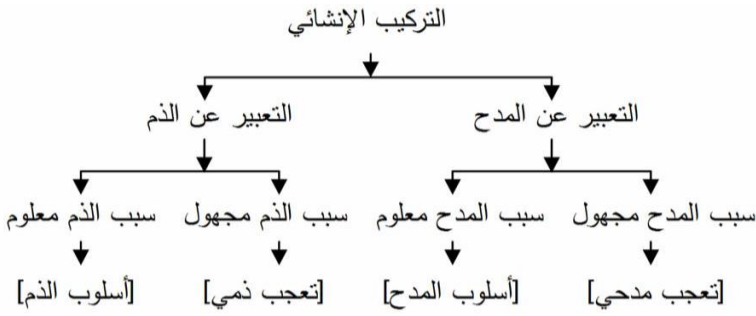 التركيب الإنشائي
التعبير عن المدح التعبير عن الذم
سبب المدح مجهول سبب المدح معلوم سبب الذم مجهول سبب الذم معلوم
[تعجب مدحي] [أسلوب المدح] [تعجب ذمي] [أسلوب الذم]